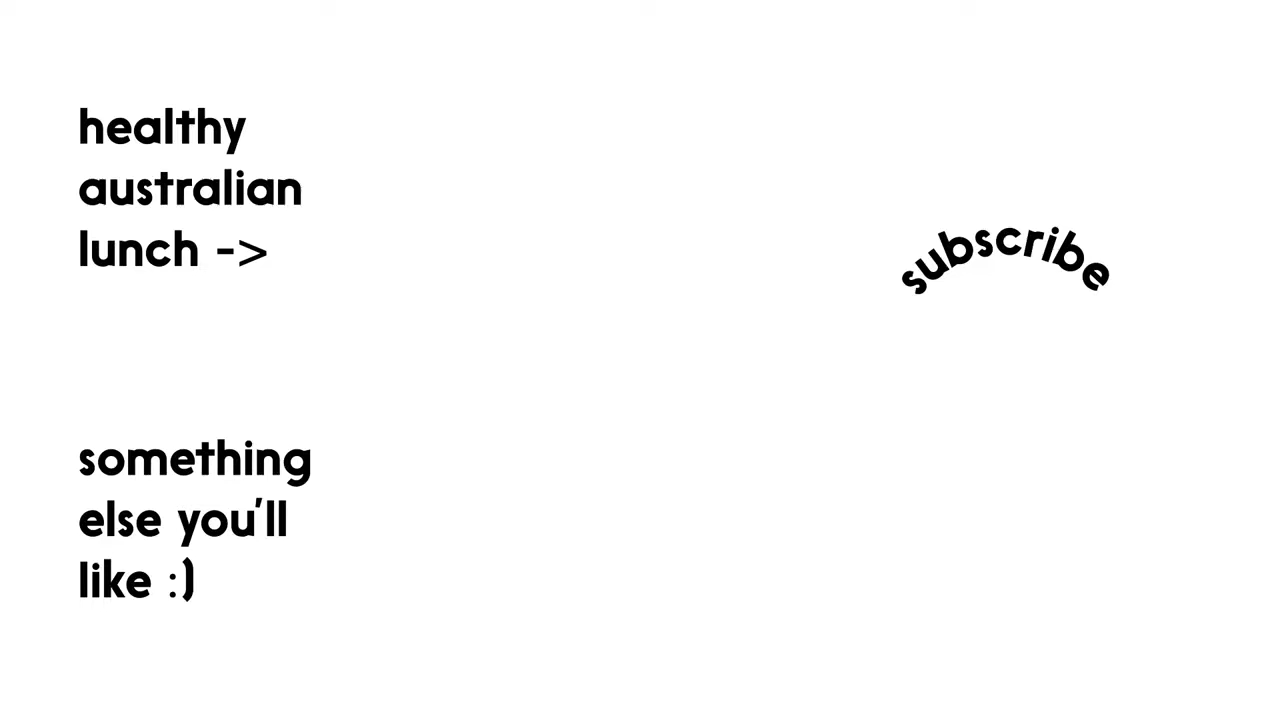 healthy
australian
lunch ->
subscribe
something
else you'll
like :)